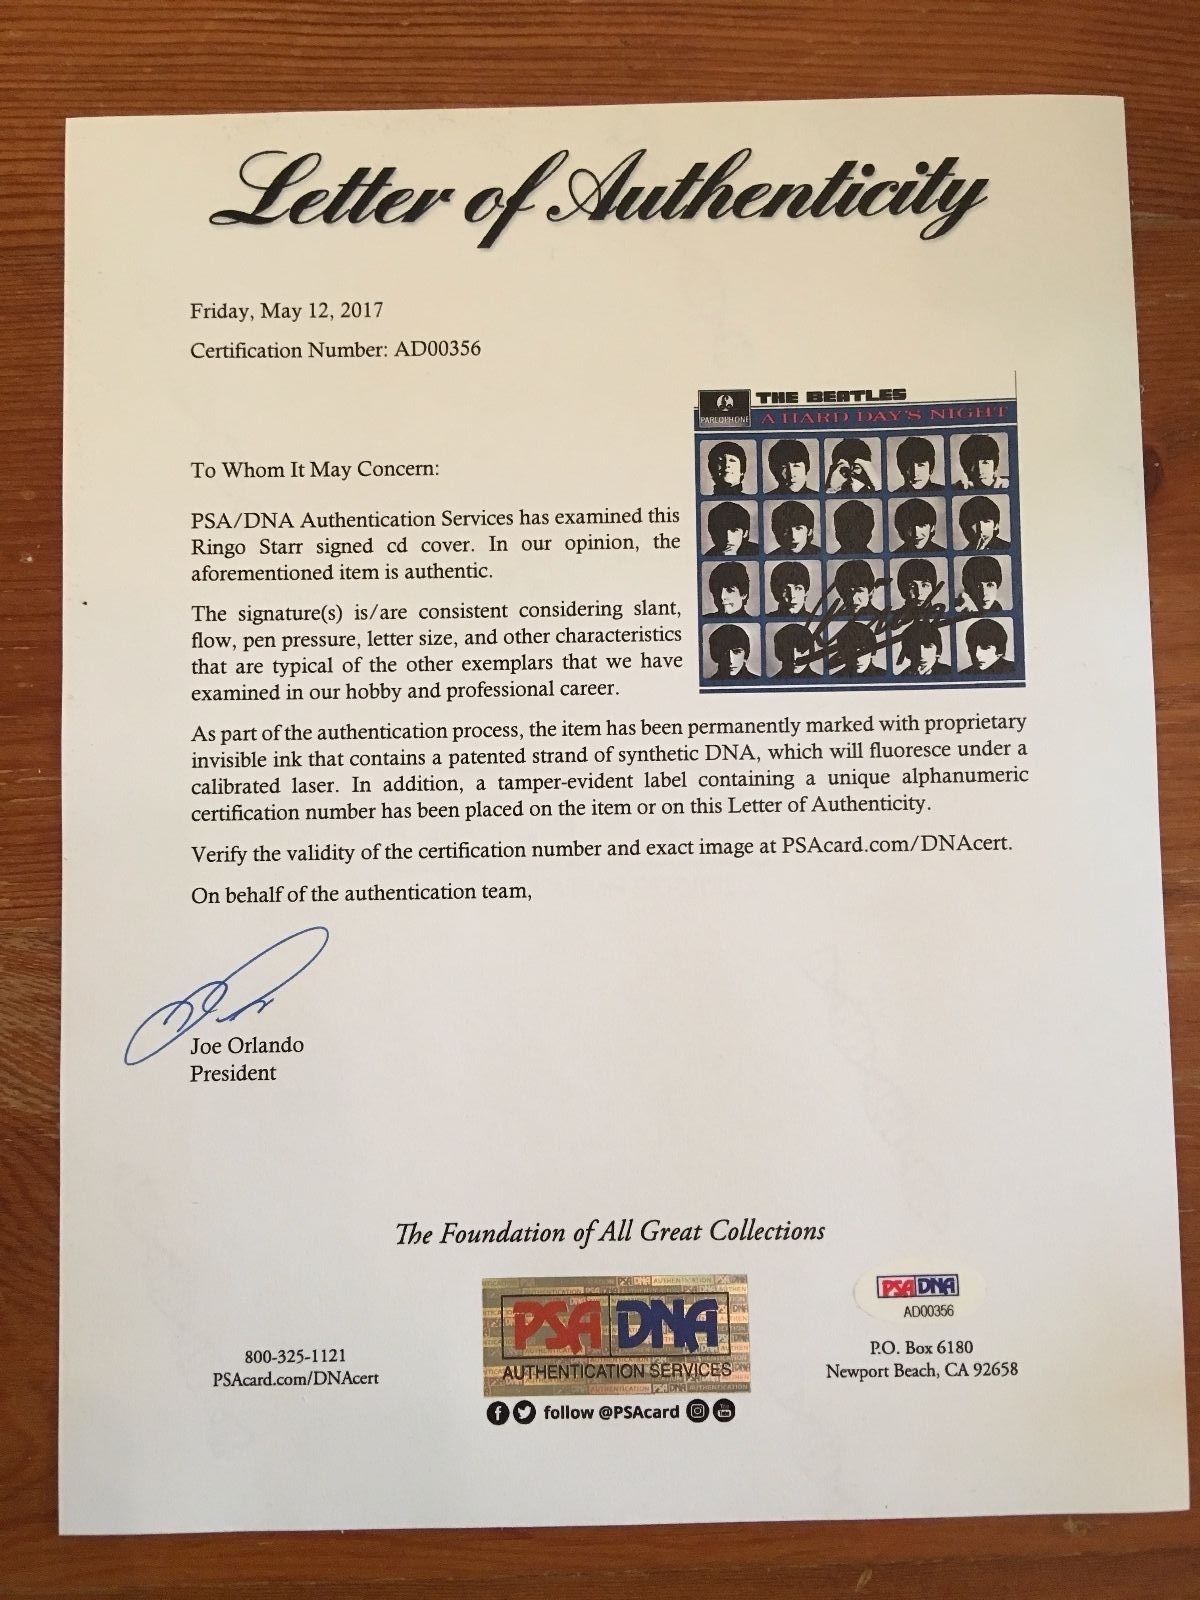 Letter of Authenticity
Friday, May 12, 2017
Certification Number: AD00356
PARLOPHONE
THE BEATLES
A HARD DAY'S NIGHT
To Whom It May Concern:
PSA/DNA Authentication Services has examined this
Ringo Starr signed cd cover. In our opinion, the
aforementioned item is authentic.
The signature(s) is/are consistent considering slant,
flow, pen pressure, letter size, and other characteristics
that are typical of the other exemplars that we have
examined in our hobby and professional career.
As part of the authentication process, the item has been permanently marked with proprietary
invisible ink that contains a patented strand of synthetic DNA, which will fluoresce under a
calibrated laser. In addition, a tamper-evident label containing a unique alphanumeric
certification number has been placed on the item or on this Letter of Authenticity.
Verify the validity of the certification number and exact image at PSAcard.com/DNAcert.
On behalf of the authentication team,
Joe Orlando
President
The Foundation of All Great Collections
800-325-1121
PSAcard.com/DNAcert
PSA DNA
AUTHENTICATION SERVICES
follow @PSAcard
PSA DNA
AD00356
P.O. Box 6180
Newport Beach, CA 92658